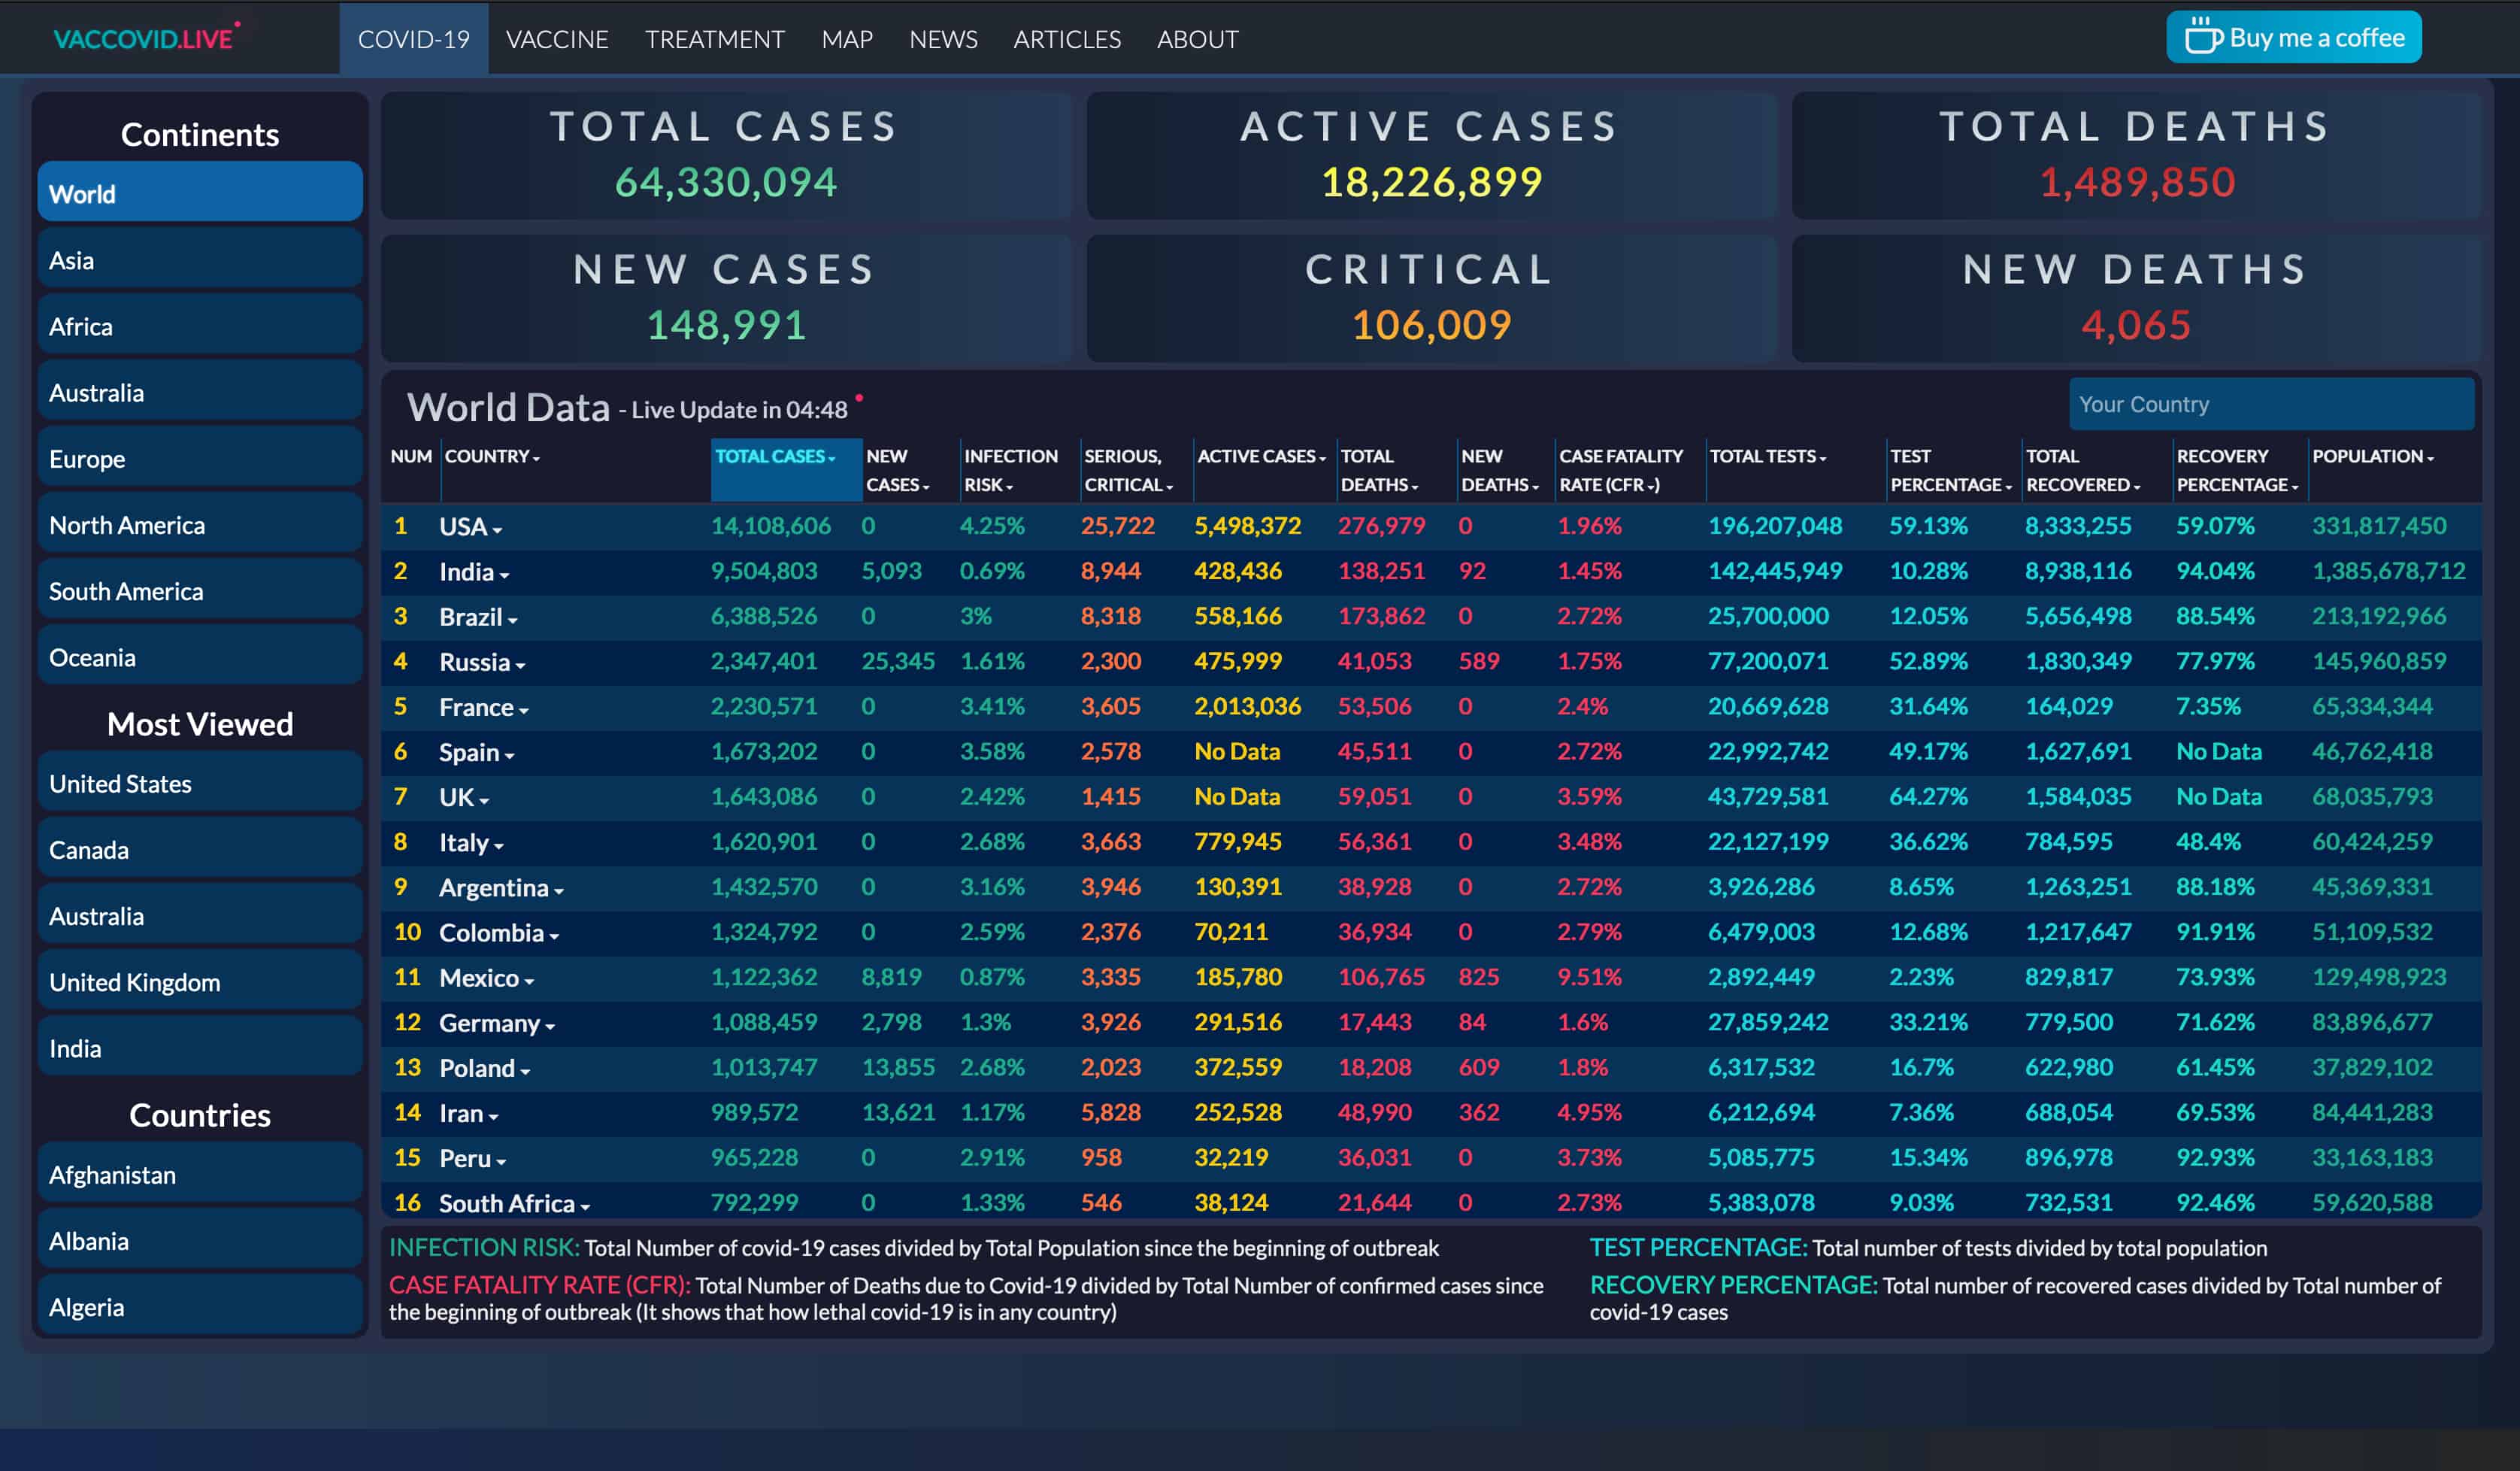 VACCOVID.LIVE
COVID-19 VACCINE TREATMENT MAP NEWS ARTICLES ABOUT
Buy me a coffee
Continents
World
Asia
Africa
Australia
Europe
North America
South America
Oceania
Most Viewed
United States
Canada
Australia
United Kingdom
India
Countries
Afghanistan
Albania
Algeria
TOTAL CASES
64,330,094
ACTIVE CASES
18,226,899
TOTAL DEATHS
1,489,850
NEW CASES
148,991
CRITICAL
106,009
NEW DEATHS
4,065
World Data - Live Update in 04:48
Your Country
NUM COUNTRY TOTAL CASES NEW CASES INFECTION RISK SERIOUS, CRITICAL ACTIVE CASES TOTAL DEATHS NEW DEATHS CASE FATALITY RATE (CFR) TOTAL TESTS TEST PERCENTAGE TOTAL RECOVERED RECOVERY PERCENTAGE POPULATION
1 USA 14,108,606 0 4.25% 25,722 5,498,372 276,979 0 1.96% 196,207,048 59.13% 8,333,255 59.07% 331,817,450
2 India 9,504,803 5,093 0.69% 8,944 428,436 138,251 92 1.45% 142,445,949 10.28% 8,938,116 94.04% 1,385,678,712
3 Brazil 6,388,526 0 3% 8,318 558,166 173,862 0 2.72% 25,700,000 12.05% 5,656,498 88.54% 213,192,966
4 Russia 2,347,401 25,345 1.61% 2,300 475,999 41,053 589 1.75% 77,200,071 52.89% 1,830,349 77.97% 145,960,859
5 France 2,230,571 0 3.41% 3,605 2,013,036 53,506 0 2.4% 20,669,628 31.64% 164,029 7.35% 65,334,344
6 Spain 1,673,202 0 3.58% 2,578 No Data 45,511 0 2.72% 22,992,742 49.17% 1,627,691 No Data 46,762,418
7 UK 1,643,086 0 2.42% 1,415 No Data 59,051 0 3.59% 43,729,581 64.27% 1,584,035 No Data 68,035,793
8 Italy 1,620,901 0 2.68% 3,663 779,945 56,361 0 3.48% 22,127,199 36.62% 784,595 48.4% 60,424,259
9 Argentina 1,432,570 0 3.16% 3,946 130,391 38,928 0 2.72% 3,926,286 8.65% 1,263,251 88.18% 45,369,331
10 Colombia 1,324,792 0 2.59% 2,376 70,211 36,934 0 2.79% 6,479,003 12.68% 1,217,647 91.91% 51,109,532
11 Mexico 1,122,362 8,819 0.87% 3,335 185,780 106,765 825 9.51% 2,892,449 2.23% 829,817 73.93% 129,498,923
12 Germany 1,088,459 2,798 1.3% 3,926 291,516 17,443 84 1.6% 27,859,242 33.21% 779,500 71.62% 83,896,677
13 Poland 1,013,747 13,855 2.68% 2,023 372,559 18,208 609 1.8% 6,317,532 16.7% 622,980 61.45% 37,829,102
14 Iran 989,572 13,621 1.17% 5,828 252,528 48,990 362 4.95% 6,212,694 7.36% 688,054 69.53% 84,441,283
15 Peru 965,228 0 2.91% 958 32,219 36,031 0 3.73% 5,085,775 15.34% 896,978 92.93% 33,163,183
16 South Africa 792,299 0 1.33% 546 38,124 21,644 0 2.73% 5,383,078 9.03% 732,531 92.46% 59,620,588
INFECTION RISK: Total Number of covid-19 cases divided by Total Population since the beginning of outbreak
CASE FATALITY RATE (CFR): Total Number of Deaths due to Covid-19 divided by Total Number of confirmed cases since
the beginning of outbreak (It shows that how lethal covid-19 is in any country)
TEST PERCENTAGE: Total number of tests divided by total population
RECOVERY PERCENTAGE: Total number of recovered cases divided by Total number of
covid-19 cases